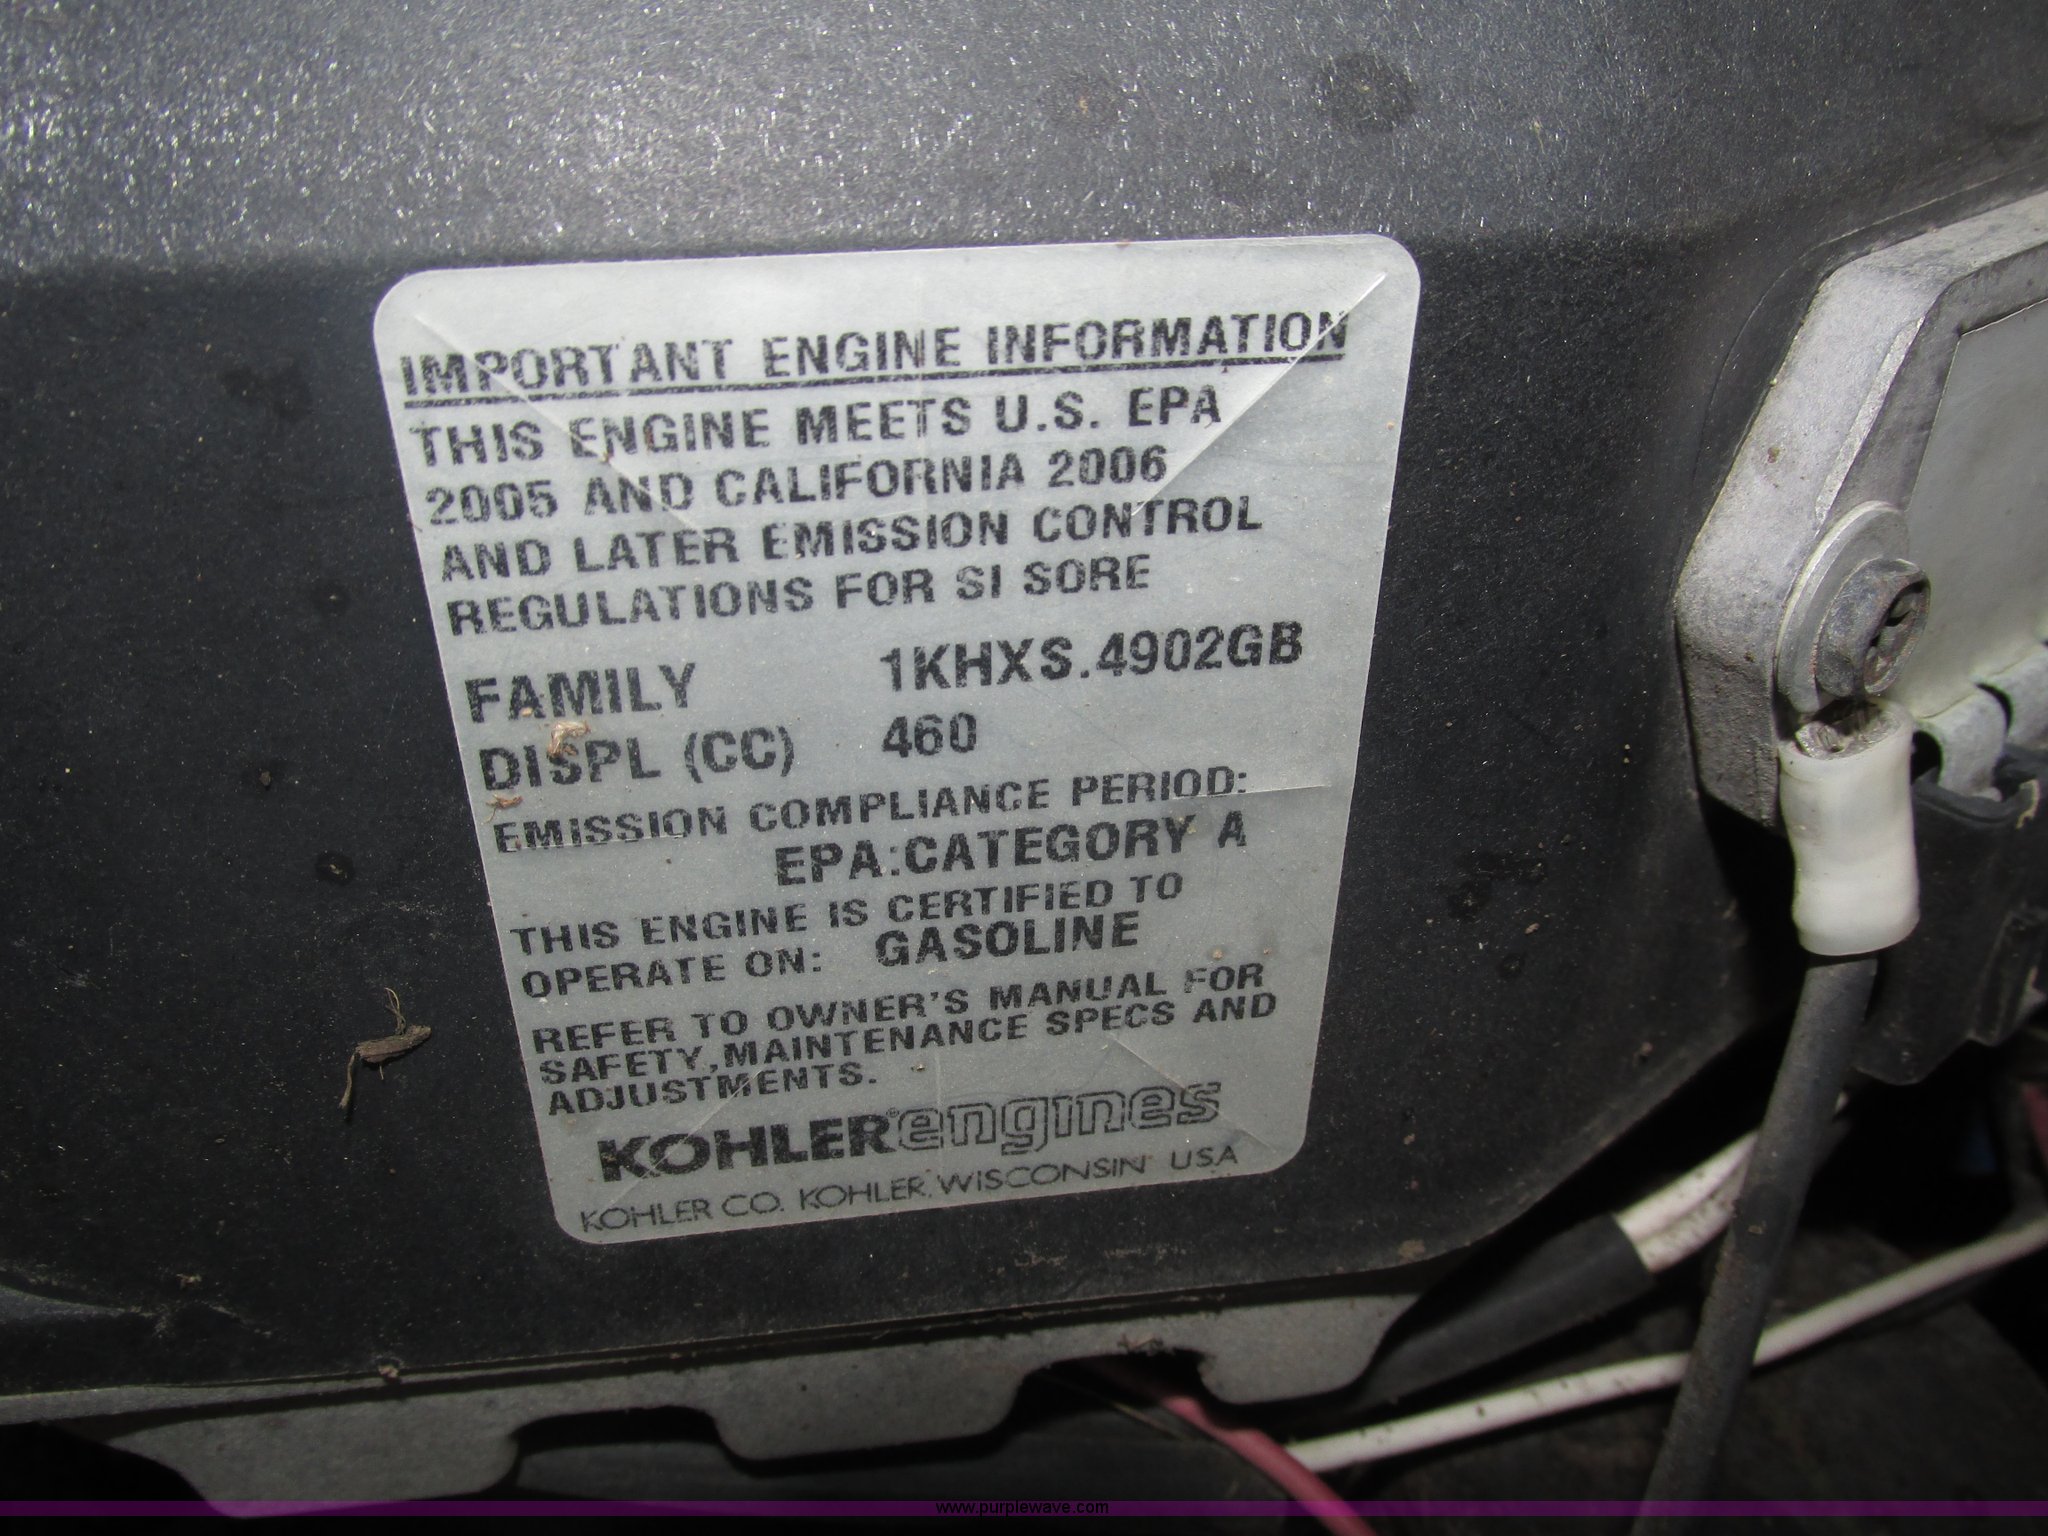 IMPORTANT ENGINE INFORMATION
THIS ENGINE MEETS U.S. EPA
2005 AND CALIFORNIA 2006
AND LATER EMISSION CONTROL
REGULATIONS FOR SI SORE
FAMILY 1KHXS.4902GB
DISPL (CC) 460
EMISSION COMPLIANCE PERIOD:
EPA:CATEGORY A
THIS ENGINE IS CERTIFIED TO
OPERATE ON: GASOLINE
REFER TO OWNER'S MANUAL FOR
SAFETY,MAINTENANCE SPECS AND
ADJUSTMENTS.
KOHLER® engines
KOHLER CO. KOHLER, WISCONSIN USA
www.purplewave.com